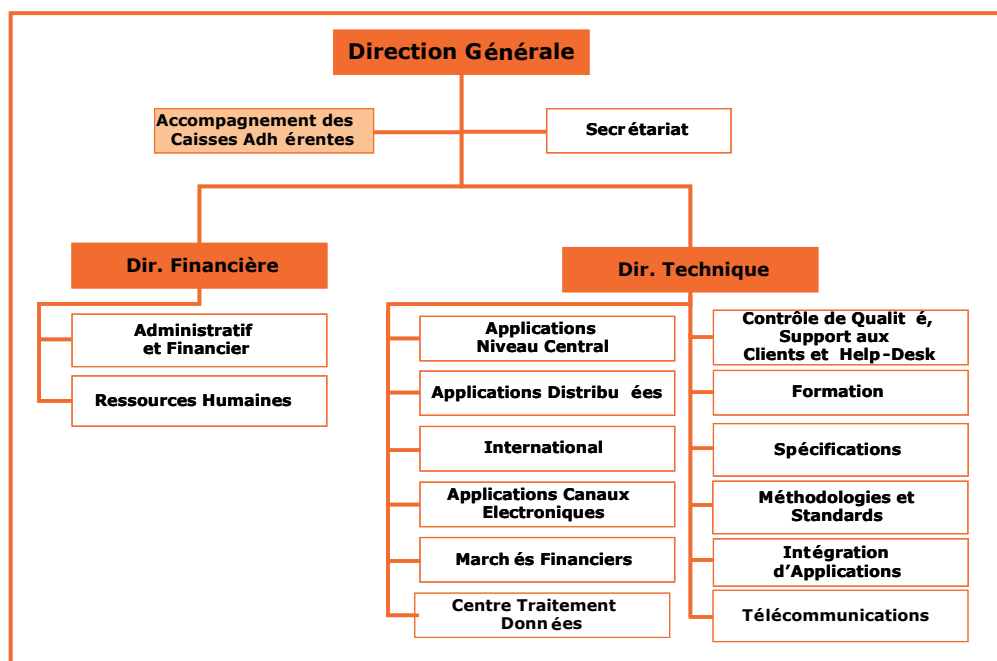 Direction Générale
Accompagnement des
Caisses Adh érentes
Secrétariat
Dir. Financière
Administratif
et Financier
Ressources Humaines
Dir. Technique
Applications
Niveau Central
Applications Distribu ées
International
Applications Canaux
Electroniques
March és Financiers
Centre Traitement
Donn ées
Contrôle de Qualit é,
Support aux
Clients et Help-Desk
Formation
Spécifications
Méthodologies et
Standards
Intégration
d’Applications
Télécommunications